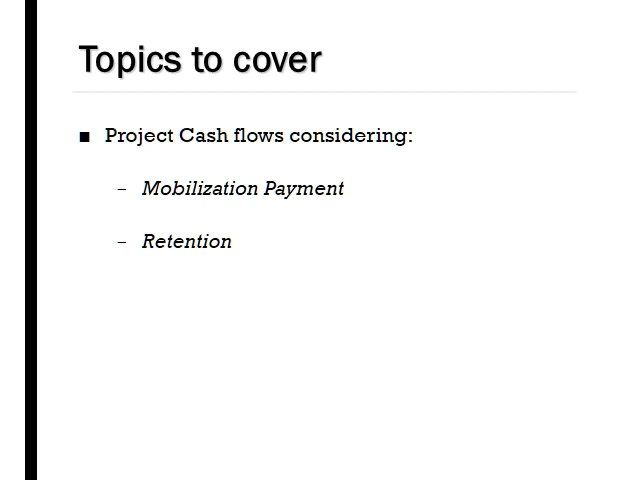 Topics to cover
■ Project Cash flows considering:
– Mobilization Payment
– Retention